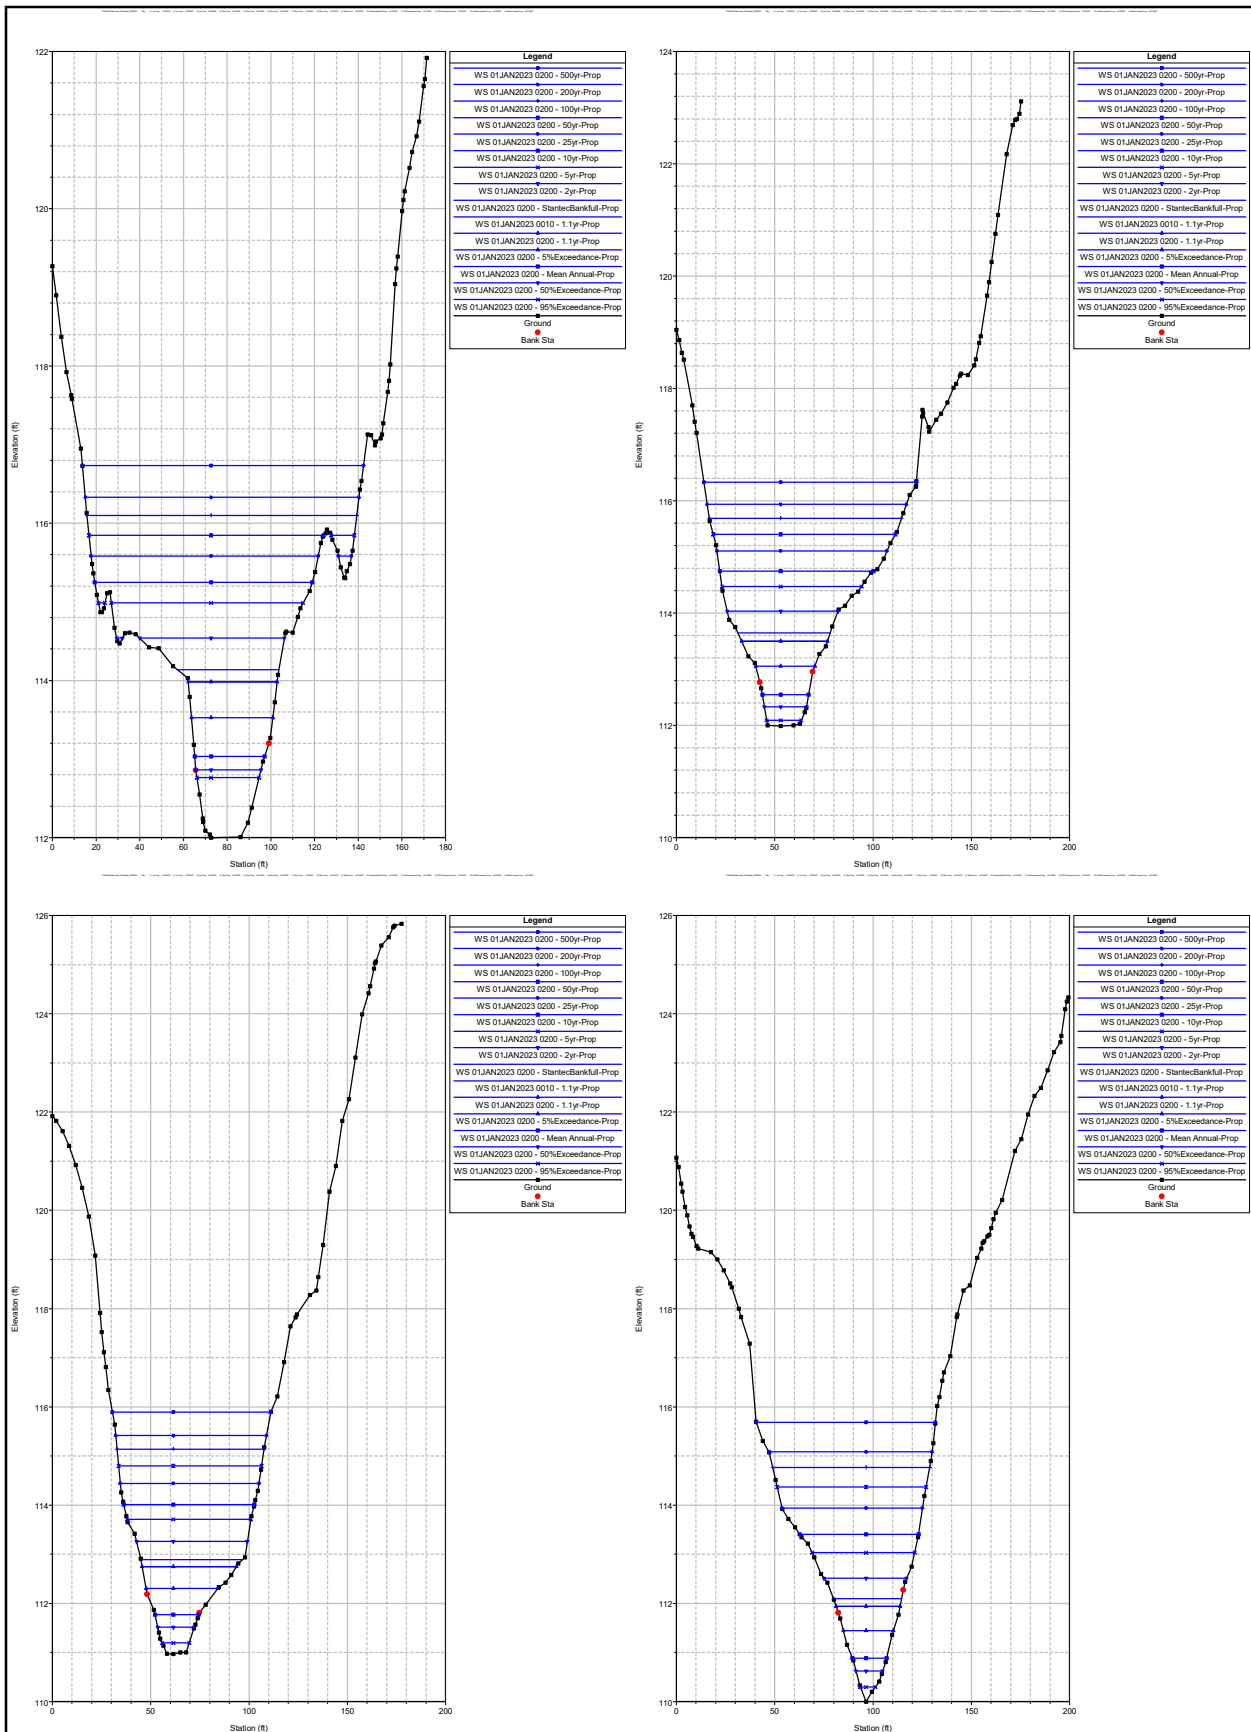 Legend
WS 01JAN2023 0200 - 500yr-Prop
WS 01JAN2023 0200 - 200yr-Prop
WS 01JAN2023 0200 - 100yr-Prop
WS 01JAN2023 0200 - 50yr-Prop
WS 01JAN2023 0200 - 25yr-Prop
WS 01JAN2023 0200 - 10yr-Prop
WS 01JAN2023 0200 - 5yr-Prop
WS 01JAN2023 0200 - 2yr-Prop
WS 01JAN2023 0200 - StantecBankfull-Prop
WS 01JAN2023 0010 - 1.1yr-Prop
WS 01JAN2023 0200 - 1.1yr-Prop
WS 01JAN2023 0200 - 5%Exceedance-Prop
WS 01JAN2023 0200 - Mean Annual-Prop
WS 01JAN2023 0200 - 50%Exceedance-Prop
WS 01JAN2023 0200 - 95%Exceedance-Prop
Ground
Bank Sta
122
120
118
116
114
112
Elevation (ft)
0 20 40 60 80 100 120 140 160 180
Station (ft)
Legend
WS 01JAN2023 0200 - 500yr-Prop
WS 01JAN2023 0200 - 200yr-Prop
WS 01JAN2023 0200 - 100yr-Prop
WS 01JAN2023 0200 - 50yr-Prop
WS 01JAN2023 0200 - 25yr-Prop
WS 01JAN2023 0200 - 10yr-Prop
WS 01JAN2023 0200 - 5yr-Prop
WS 01JAN2023 0200 - 2yr-Prop
WS 01JAN2023 0200 - StantecBankfull-Prop
WS 01JAN2023 0010 - 1.1yr-Prop
WS 01JAN2023 0200 - 1.1yr-Prop
WS 01JAN2023 0200 - 5%Exceedance-Prop
WS 01JAN2023 0200 - Mean Annual-Prop
WS 01JAN2023 0200 - 50%Exceedance-Prop
WS 01JAN2023 0200 - 95%Exceedance-Prop
Ground
Bank Sta
124
122
120
118
116
114
112
110
Elevation (ft)
0 50 100 150 200
Station (ft)
Legend
WS 01JAN2023 0200 - 500yr-Prop
WS 01JAN2023 0200 - 200yr-Prop
WS 01JAN2023 0200 - 100yr-Prop
WS 01JAN2023 0200 - 50yr-Prop
WS 01JAN2023 0200 - 25yr-Prop
WS 01JAN2023 0200 - 10yr-Prop
WS 01JAN2023 0200 - 5yr-Prop
WS 01JAN2023 0200 - 2yr-Prop
WS 01JAN2023 0200 - StantecBankfull-Prop
WS 01JAN2023 0010 - 1.1yr-Prop
WS 01JAN2023 0200 - 1.1yr-Prop
WS 01JAN2023 0200 - 5%Exceedance-Prop
WS 01JAN2023 0200 - Mean Annual-Prop
WS 01JAN2023 0200 - 50%Exceedance-Prop
WS 01JAN2023 0200 - 95%Exceedance-Prop
Ground
Bank Sta
126
124
122
120
118
116
114
112
110
Elevation (ft)
0 50 100 150 200
Station (ft)
Legend
WS 01JAN2023 0200 - 500yr-Prop
WS 01JAN2023 0200 - 200yr-Prop
WS 01JAN2023 0200 - 100yr-Prop
WS 01JAN2023 0200 - 50yr-Prop
WS 01JAN2023 0200 - 25yr-Prop
WS 01JAN2023 0200 - 10yr-Prop
WS 01JAN2023 0200 - 5yr-Prop
WS 01JAN2023 0200 - 2yr-Prop
WS 01JAN2023 0200 - StantecBankfull-Prop
WS 01JAN2023 0010 - 1.1yr-Prop
WS 01JAN2023 0200 - 1.1yr-Prop
WS 01JAN2023 0200 - 5%Exceedance-Prop
WS 01JAN2023 0200 - Mean Annual-Prop
WS 01JAN2023 0200 - 50%Exceedance-Prop
WS 01JAN2023 0200 - 95%Exceedance-Prop
Ground
Bank Sta
126
124
122
120
118
116
114
112
110
Elevation (ft)
0 50 100 150 200
Station (ft)